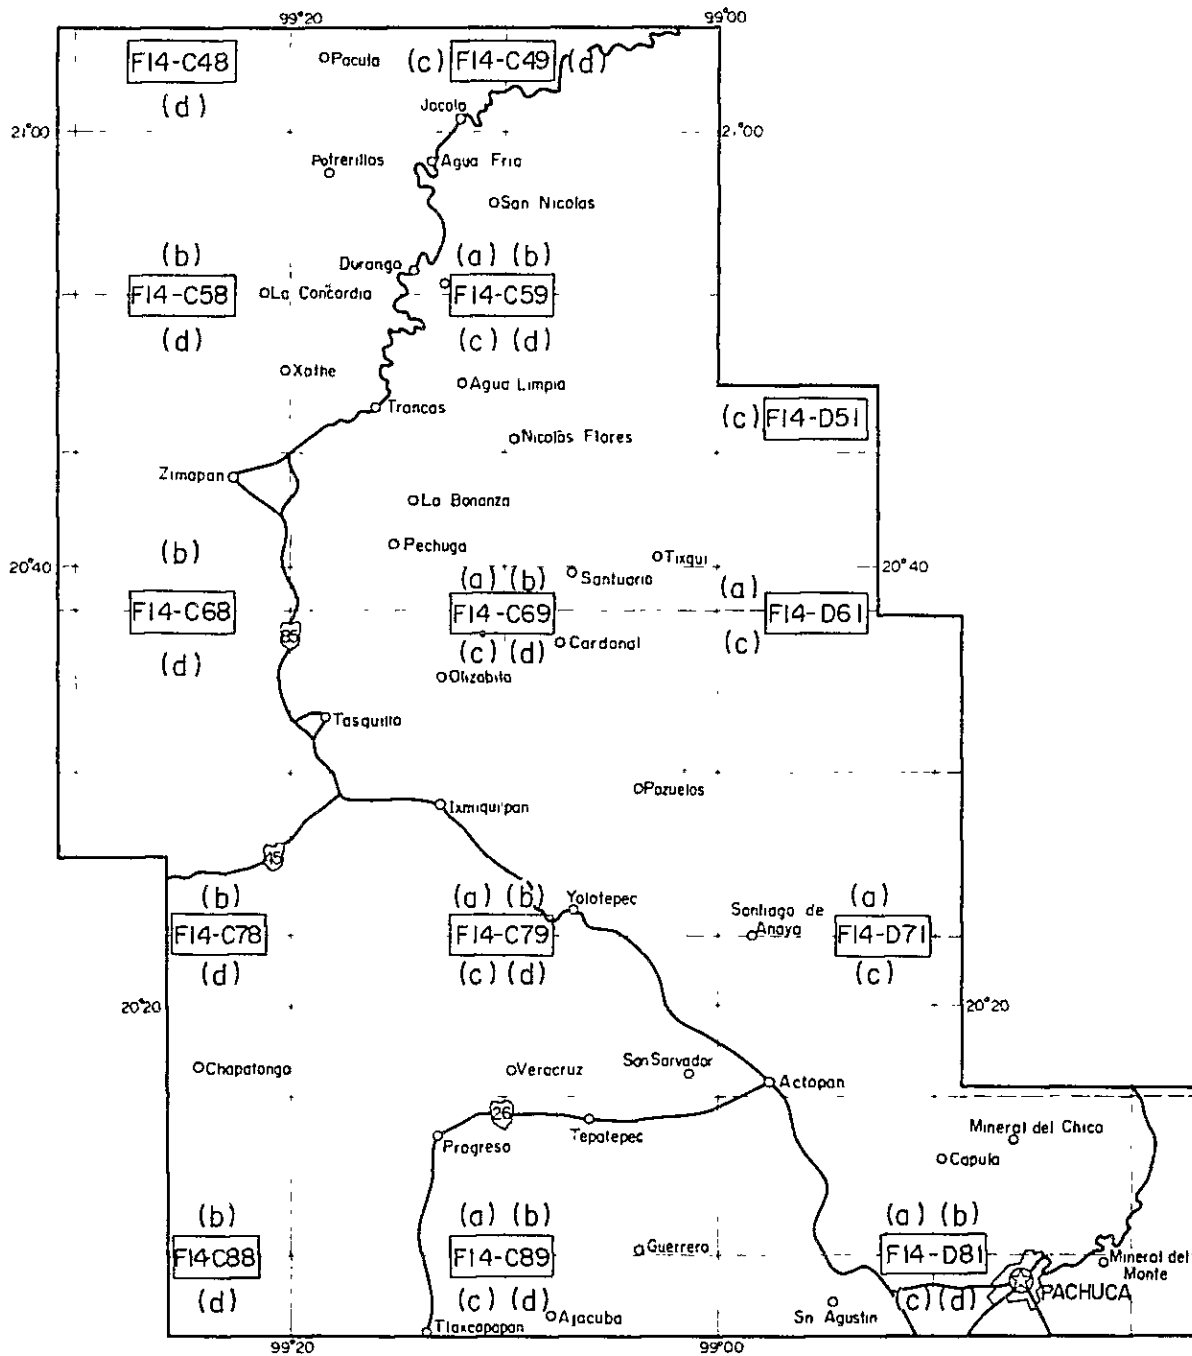 99°20'
99°00
F14-C48
(d)
Pacula
(c) F14-C49 (d)
Jacala
21°00
21°00
Potrerillos
Agua Fria
San Nicolas
(b)
F14-C58
(d)
Durango
La Concordia
(a) (b)
F14-C59
(c) (d)
Xathe
Agua Limpia
Trancas
(c) F14-D51
Nicolás Flores
Zimapan
La Bonanza
Pechuga
20°40
(b)
F14-C68
(d)
(a) (b)
F14-C69
(c) (d)
Santuario
Tixqui
20°40
(a)
F14-D61
(c)
85
Cardonal
Olizabita
Tasquillo
Pozuelos
Ixmiquilpan
45
(b)
F14-C78
(d)
(a) (b)
F14-C79
(c) (d)
Yolotepec
Santiago de
Anaya
(a)
F14-D71
(c)
20°20
20°20
Chapatongo
Veracruz
San Sarvador
Actopan
26
Progreso
Tepatepec
Mineral del Chico
Capula
(b)
F14C88
(d)
(a) (b)
F14-C89
(c) (d)
Guerrero
(a) (b)
F14-D81
(c) (d)
Mineral del
Monte
PACHUCA
Ajacuba
Sn Agustin
Tlaxcapapan
99°20
99°00